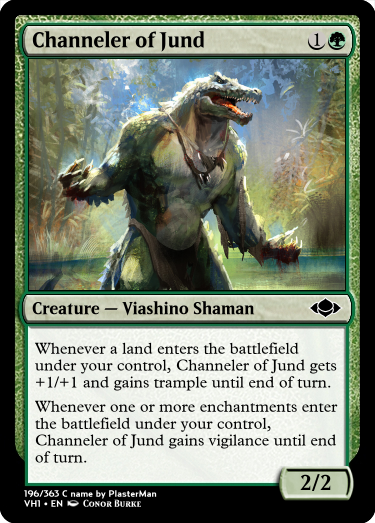 Channeler of Jund 1
Creature — Viashino Shaman
Whenever a land enters the battlefield
under your control, Channeler of Jund gets
+1/+1 and gains trample until end of turn.
Whenever one or more enchantments enter
the battlefield under your control,
Channeler of Jund gains vigilance until end
of turn.
2/2
196/363 C name by PlasterMan
VH1 • EN Conor Burke